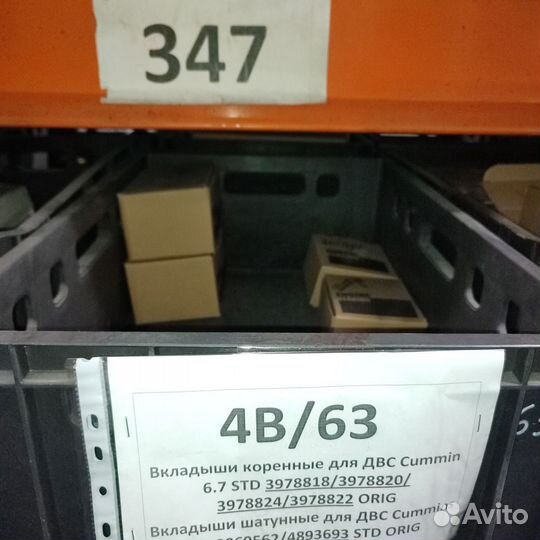 347
4В/63
Вкладыши коренные для ДВС Cummin
6.7 STD 3978818/3978820/
3978824/3978822 ORIG
Вкладыши шатунные для ДВС Cummin
/4893693 STD ORIG
Avito